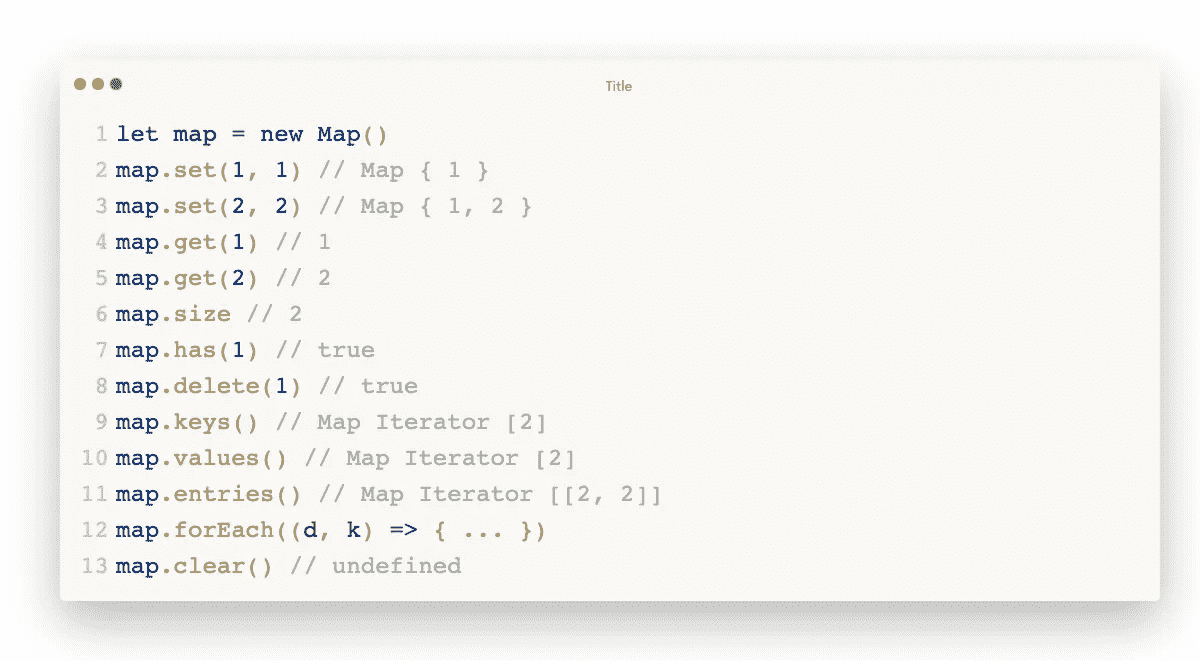 Title
1 let map = new Map()
2 map.set(1, 1) // Map { 1 }
3 map.set(2, 2) // Map { 1, 2 }
4 map.get(1) // 1
5 map.get(2) // 2
6 map.size // 2
7 map.has(1) // true
8 map.delete(1) // true
9 map.keys() // Map Iterator [2]
10 map.values() // Map Iterator [2]
11 map.entries() // Map Iterator [[2, 2]]
12 map.forEach((d, k) => { ... })
13 map.clear() // undefined